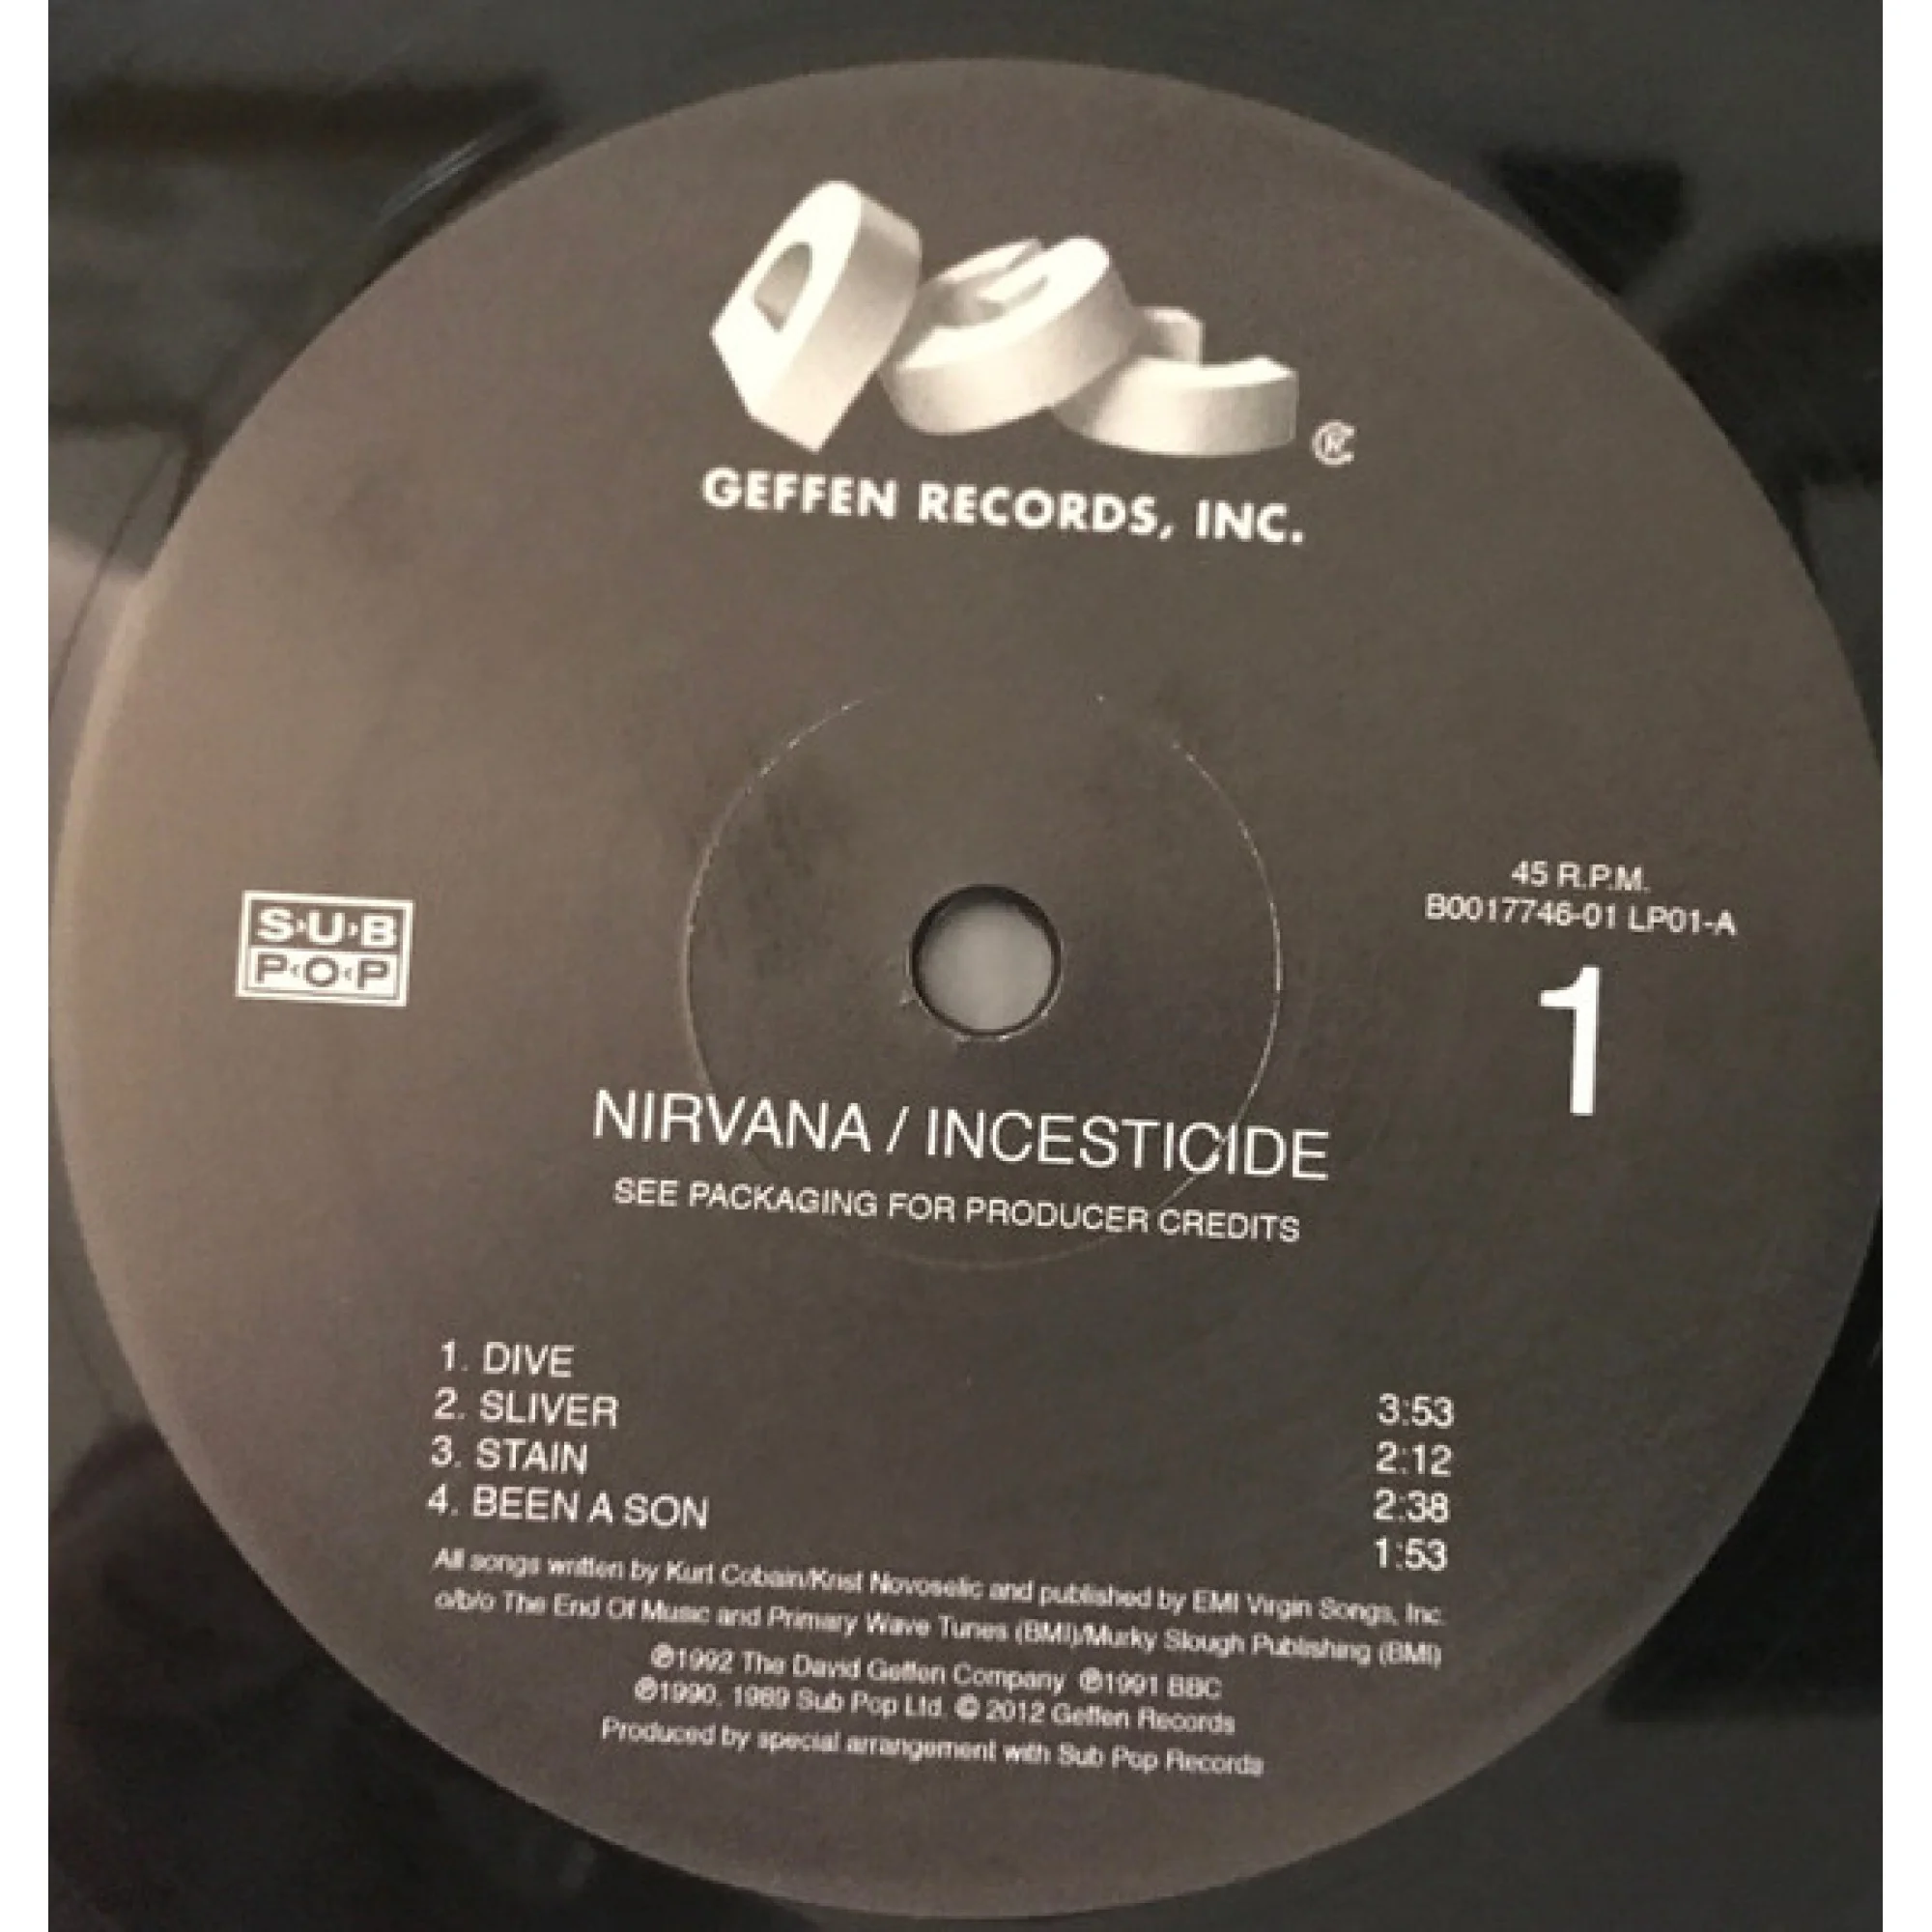 DGC
®
GEFFEN RECORDS, INC.
S·U·B
P·O·P
45 R.P.M.
B0017746-01 LP01-A
1
NIRVANA / INCESTICIDE
SEE PACKAGING FOR PRODUCER CREDITS
1. DIVE 3:53
2. SLIVER 2:12
3. STAIN 2:38
4. BEEN A SON 1:53
All songs written by Kurt Cobain/Krist Novoselic and published by EMI Virgin Songs, Inc.
o/b/o The End Of Music and Primary Wave Tunes (BMI)/Murky Slough Publishing (BMI)
℗1992 The David Geffen Company ℗1991 BBC
℗1990, 1989 Sub Pop Ltd. © 2012 Geffen Records
Produced by special arrangement with Sub Pop Records